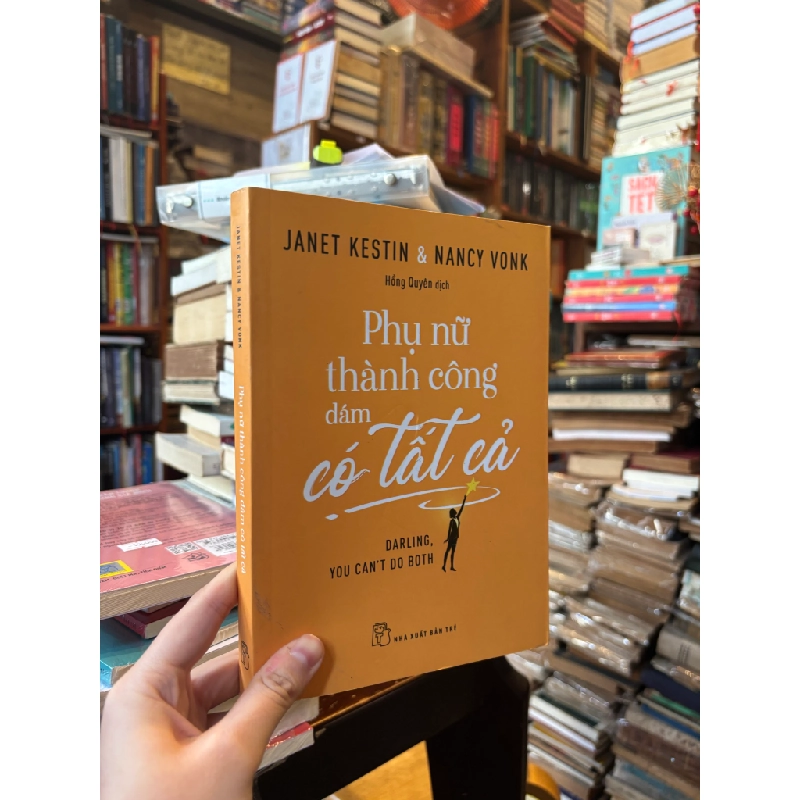 JANET KESTIN & NANCY VONK
Hồng Quyên dịch
Phụ nữ
thành công
dám
có tất cả
DARLING,
YOU CAN'T DO BOTH
NHÀ XUẤT BẢN TRẺ
JANET KESTIN & NANCY VONK
Phụ nữ thành công dám có tất cả
SÁCH
TẾT